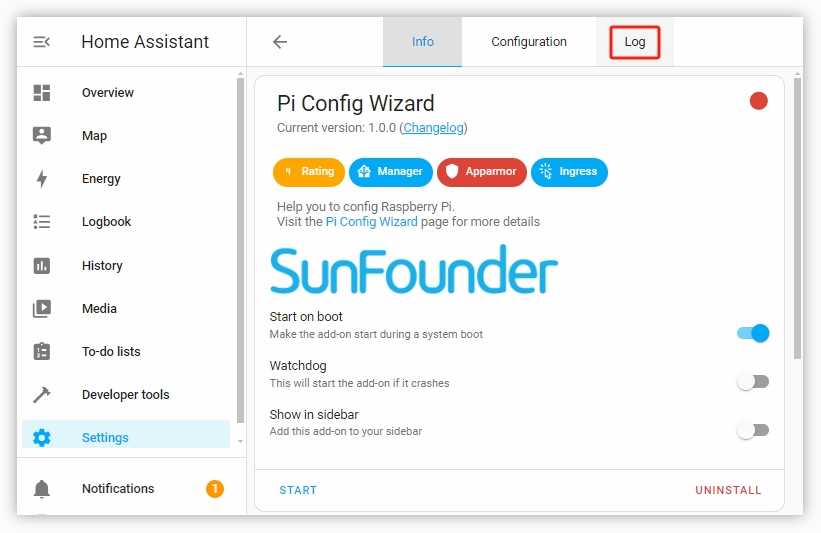 Home Assistant
Info
Configuration
Log
Overview
Map
Energy
Logbook
History
Media
To-do lists
Developer tools
Settings
Notifications
1
Pi Config Wizard
Current version: 1.0.0 (Changelog)
4 Rating
Manager
Apparmor
Ingress
Help you to config Raspberry Pi.
Visit the Pi Config Wizard page for more details
SunFounder
Start on boot
Make the add-on start during a system boot
Watchdog
This will start the add-on if it crashes
Show in sidebar
Add this add-on to your sidebar
START
UNINSTALL